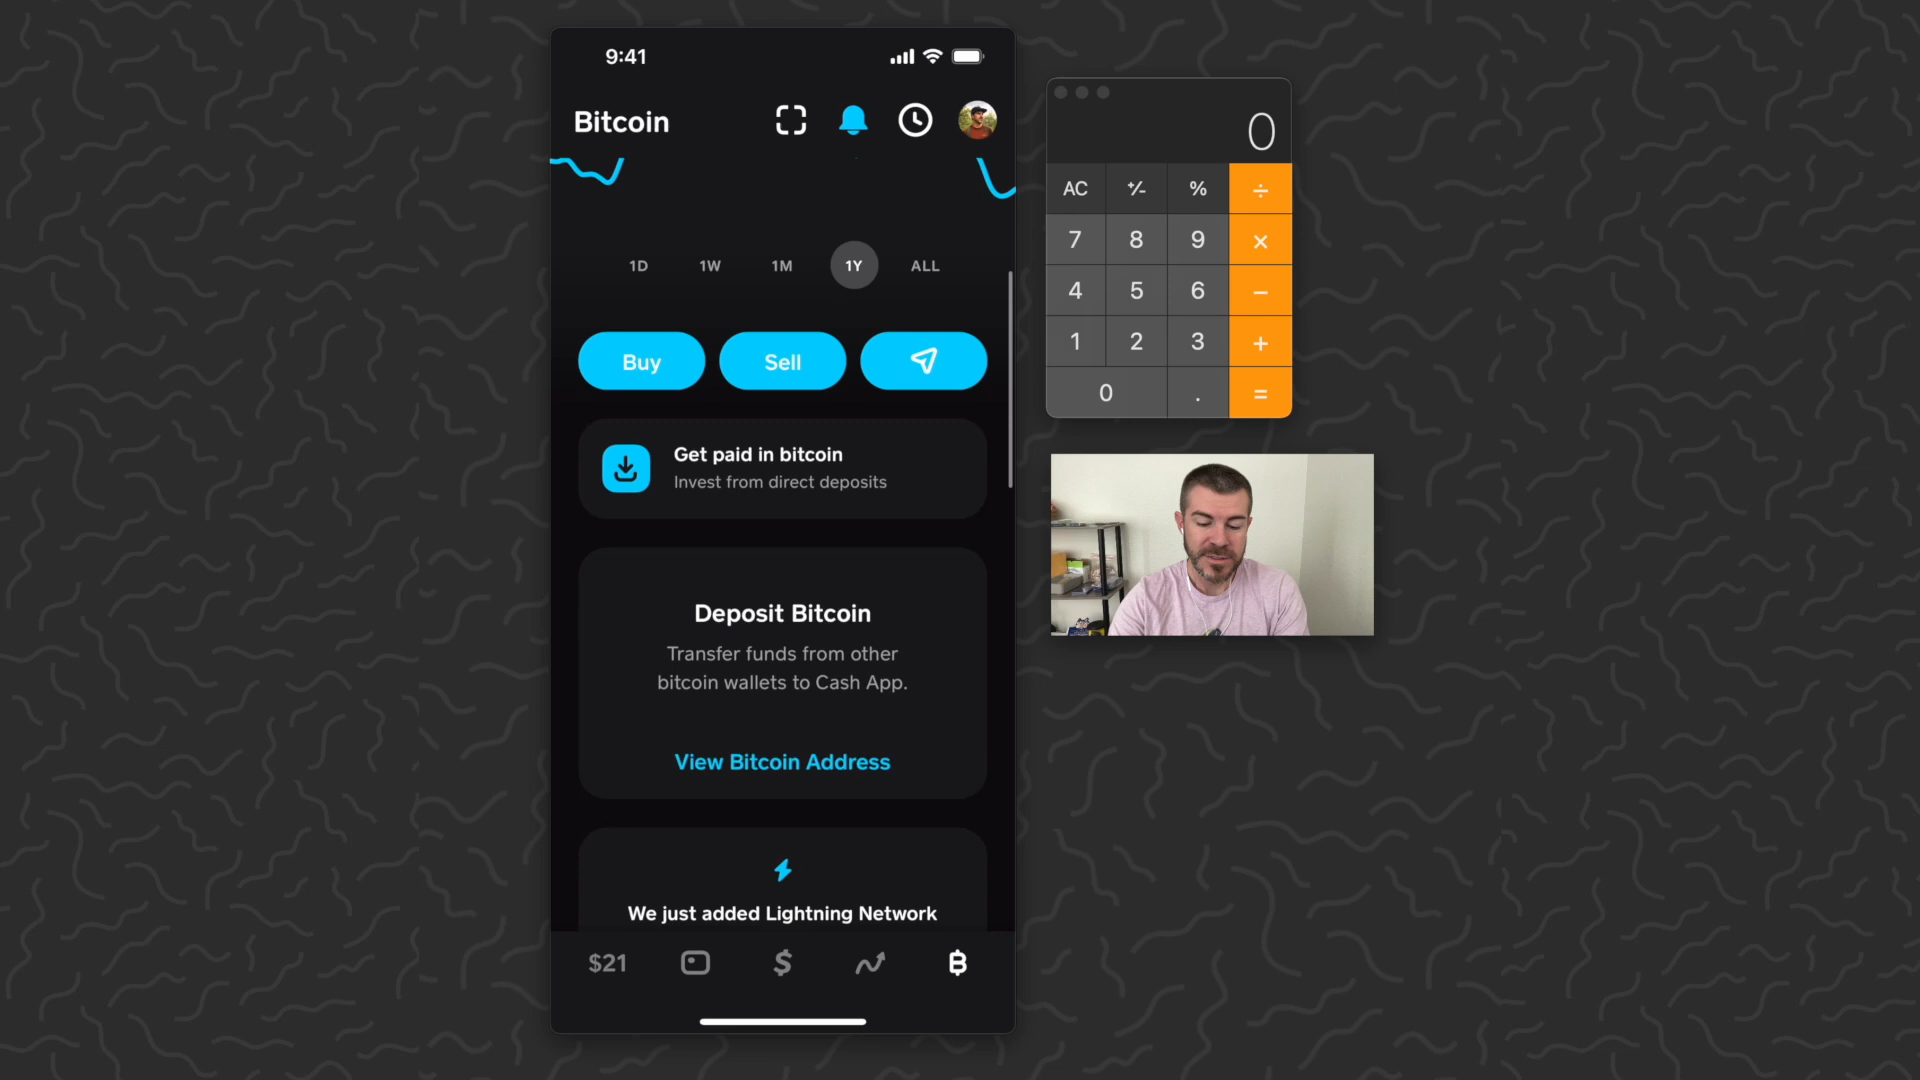 9:41
Bitcoin
1D 1W 1M 1Y ALL
Buy Sell
Get paid in bitcoin
Invest from direct deposits
Deposit Bitcoin
Transfer funds from other
bitcoin wallets to Cash App.
View Bitcoin Address
We just added Lightning Network
$21 $ ₿
0
AC +/- % ÷
7 8 9 ×
4 5 6 −
1 2 3 +
0 . =